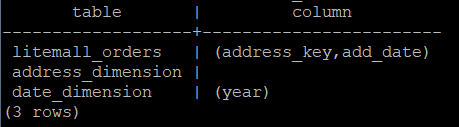 table | column
-------------------+-------------------------
litemall_orders | (address_key,add_date)
address_dimension |
date_dimension | (year)
(3 rows)